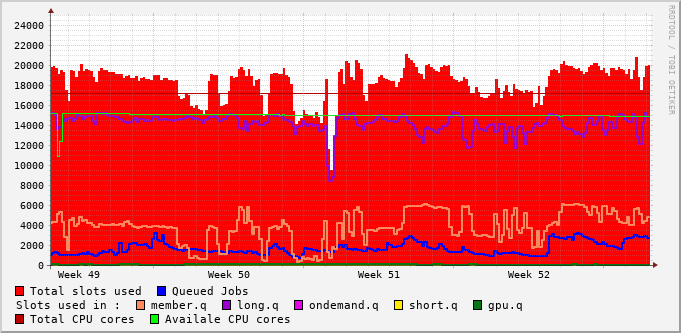 24000
22000
20000
18000
16000
14000
12000
10000
8000
6000
4000
2000
0
Week 49 Week 50 Week 51 Week 52
Total slots used Queued Jobs
Slots used in : member.q long.q ondemand.q short.q gpu.q
Total CPU cores Availale CPU cores
RRDTOOL / TOBI OETIKER